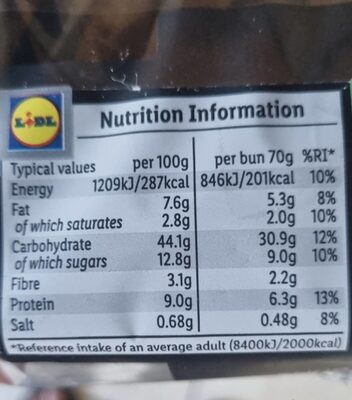 LIDL
Nutrition Information
Typical values per 100g per bun 70g %RI*
Energy 1209kJ/287kcal 846kJ/201kcal 10%
Fat 7.6g 5.3g 8%
of which saturates 2.8g 2.0g 10%
Carbohydrate 44.1g 30.9g 12%
of which sugars 12.8g 9.0g 10%
Fibre 3.1g 2.2g
Protein 9.0g 6.3g 13%
Salt 0.68g 0.48g 8%
*Reference intake of an average adult (8400kJ/2000kcal)